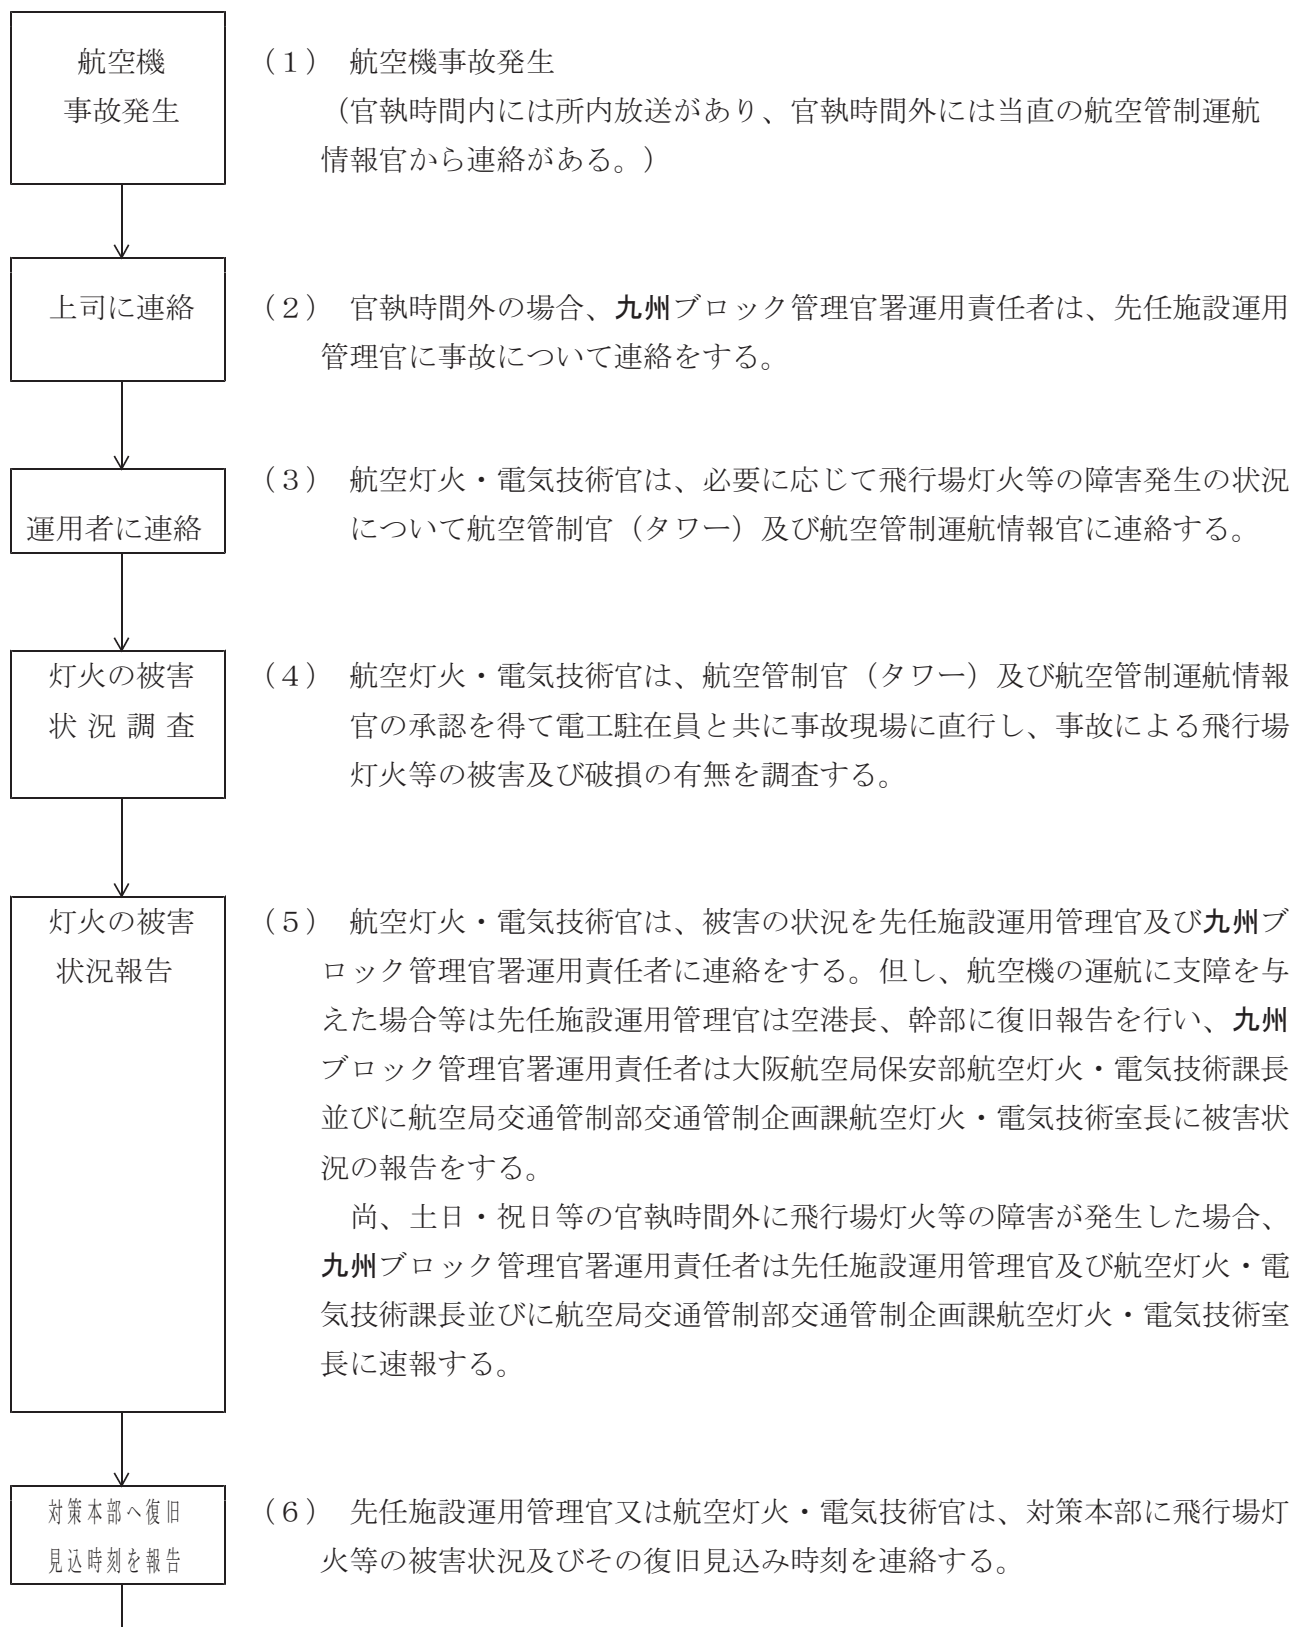 航空機
事故発生
（１） 航空機事故発生
（官執時間内には所内放送があり、官執時間外には当直の航空管制運航
情報官から連絡がある。）
上司に連絡
（２） 官執時間外の場合、九州ブロック管理官署運用責任者は、先任施設運用
管理官に事故について連絡をする。
運用者に連絡
（３） 航空灯火・電気技術官は、必要に応じて飛行場灯火等の障害発生の状況
について航空管制官（タワー）及び航空管制運航情報官に連絡する。
灯火の被害
状 況 調 査
（４） 航空灯火・電気技術官は、航空管制官（タワー）及び航空管制運航情報
官の承認を得て電工駐在員と共に事故現場に直行し、事故による飛行場
灯火等の被害及び破損の有無を調査する。
灯火の被害
状況報告
（５） 航空灯火・電気技術官は、被害の状況を先任施設運用管理官及び九州ブ
ロック管理官署運用責任者に連絡をする。但し、航空機の運航に支障を与
えた場合等は先任施設運用管理官は空港長、幹部に復旧報告を行い、九州
ブロック管理官署運用責任者は大阪航空局保安部航空灯火・電気技術課長
並びに航空局交通管制部交通管制企画課航空灯火・電気技術室長に被害状
況の報告をする。
尚、土日・祝日等の官執時間外に飛行場灯火等の障害が発生した場合、
九州ブロック管理官署運用責任者は先任施設運用管理官及び航空灯火・電
気技術課長並びに航空局交通管制部交通管制企画課航空灯火・電気技術室
長に速報する。
対策本部へ復旧
見込時刻を報告
（６） 先任施設運用管理官又は航空灯火・電気技術官は、対策本部に飛行場灯
火等の被害状況及びその復旧見込み時刻を連絡する。